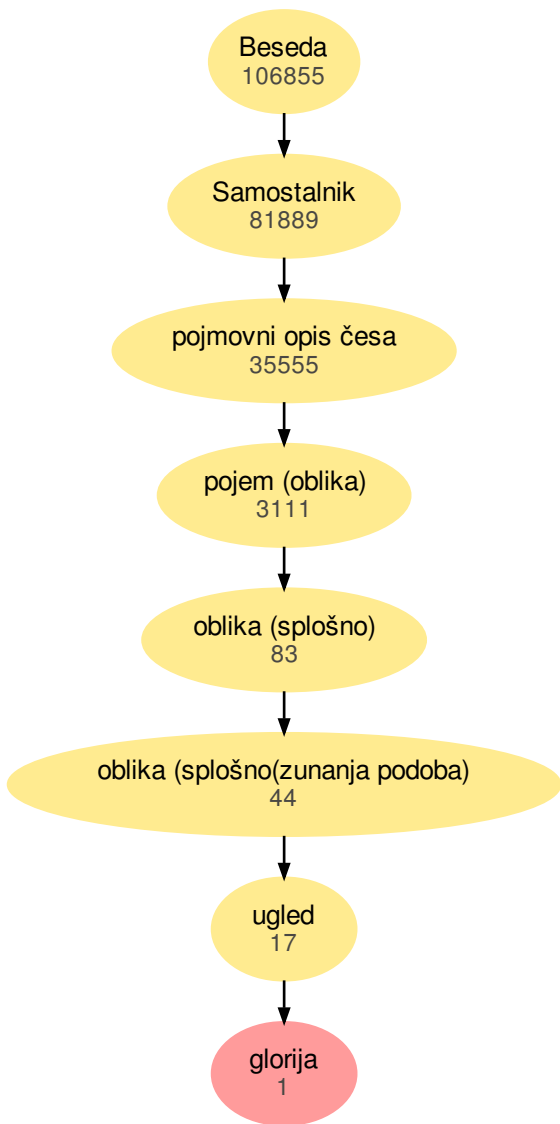 Beseda
106855
Samostalnik
81889
pojmovni opis česa
35555
pojem (oblika)
3111
oblika (splošno)
83
oblika (splošno(zunanja podoba)
44
ugled
17
glorija
1